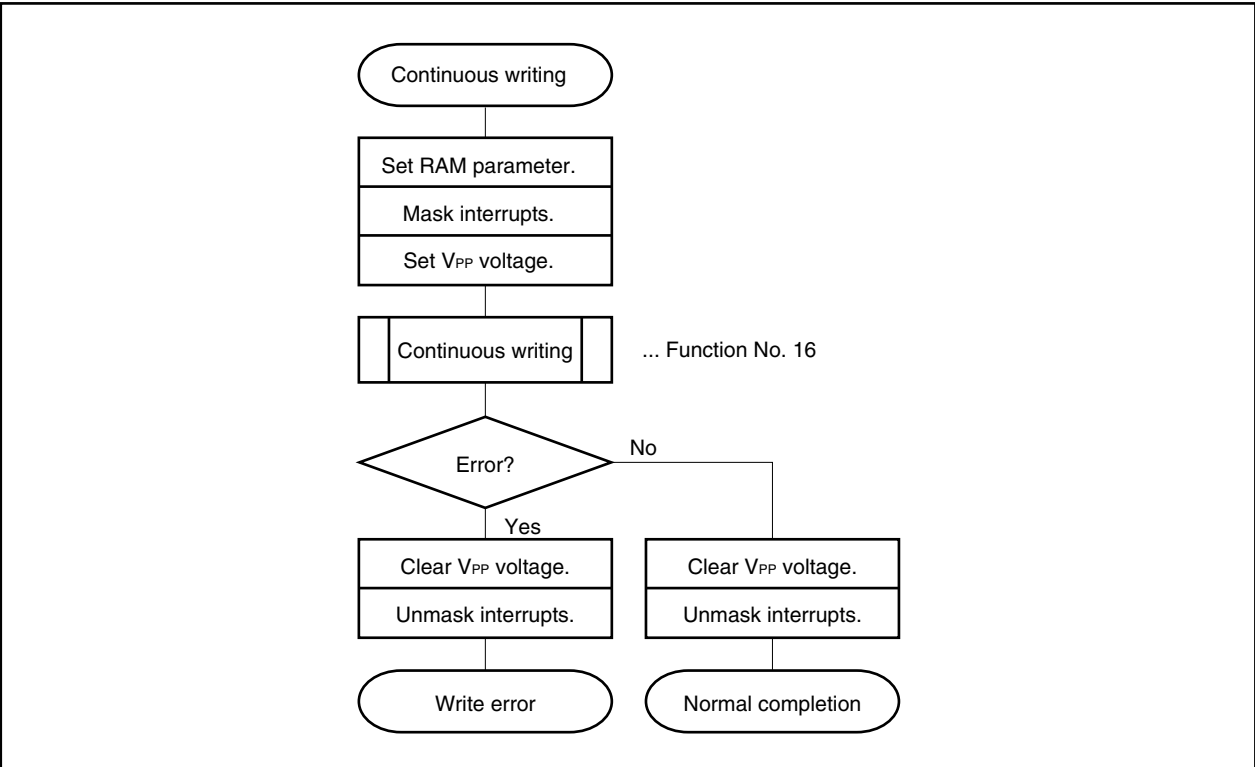 Continuous writing
Set RAM parameter.
Mask interrupts.
Set VPP voltage.
Continuous writing
... Function No. 16
Error?
No
Yes
Clear VPP voltage.
Unmask interrupts.
Write error
Clear VPP voltage.
Unmask interrupts.
Normal completion